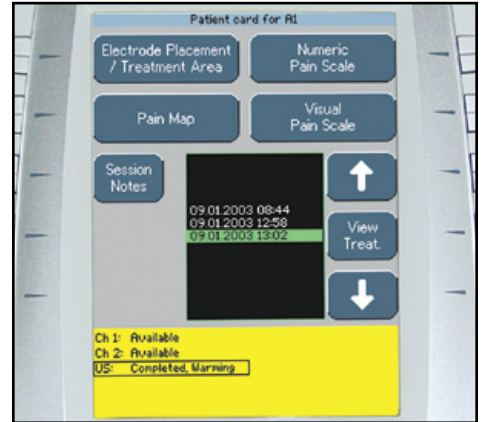 Patient card for A1
Electrode Placement
/ Treatment Area
Numeric
Pain Scale
Pain Map
Visual
Pain Scale
Session
Notes
09.01.2003 08:44
09.01.2003 12:58
09.01.2003 13:02
View
Treat.
Ch 1: Available
Ch 2: Available
US: Completed, Warming